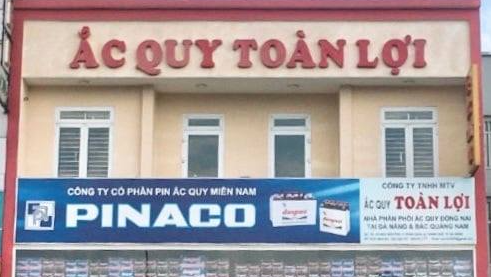 ẮC QUY TOÀN LỢI
CÔNG TY CỔ PHẦN PIN ẮC QUY MIỀN NAM
PINACO
CÔNG TY TNHH MTV
ẮC QUY TOÀN LỢI
NHÀ PHÂN PHỐI ẮC QUY ĐỒNG NAI
TẠI ĐÀ NẴNG & BẮC QUẢNG NAM